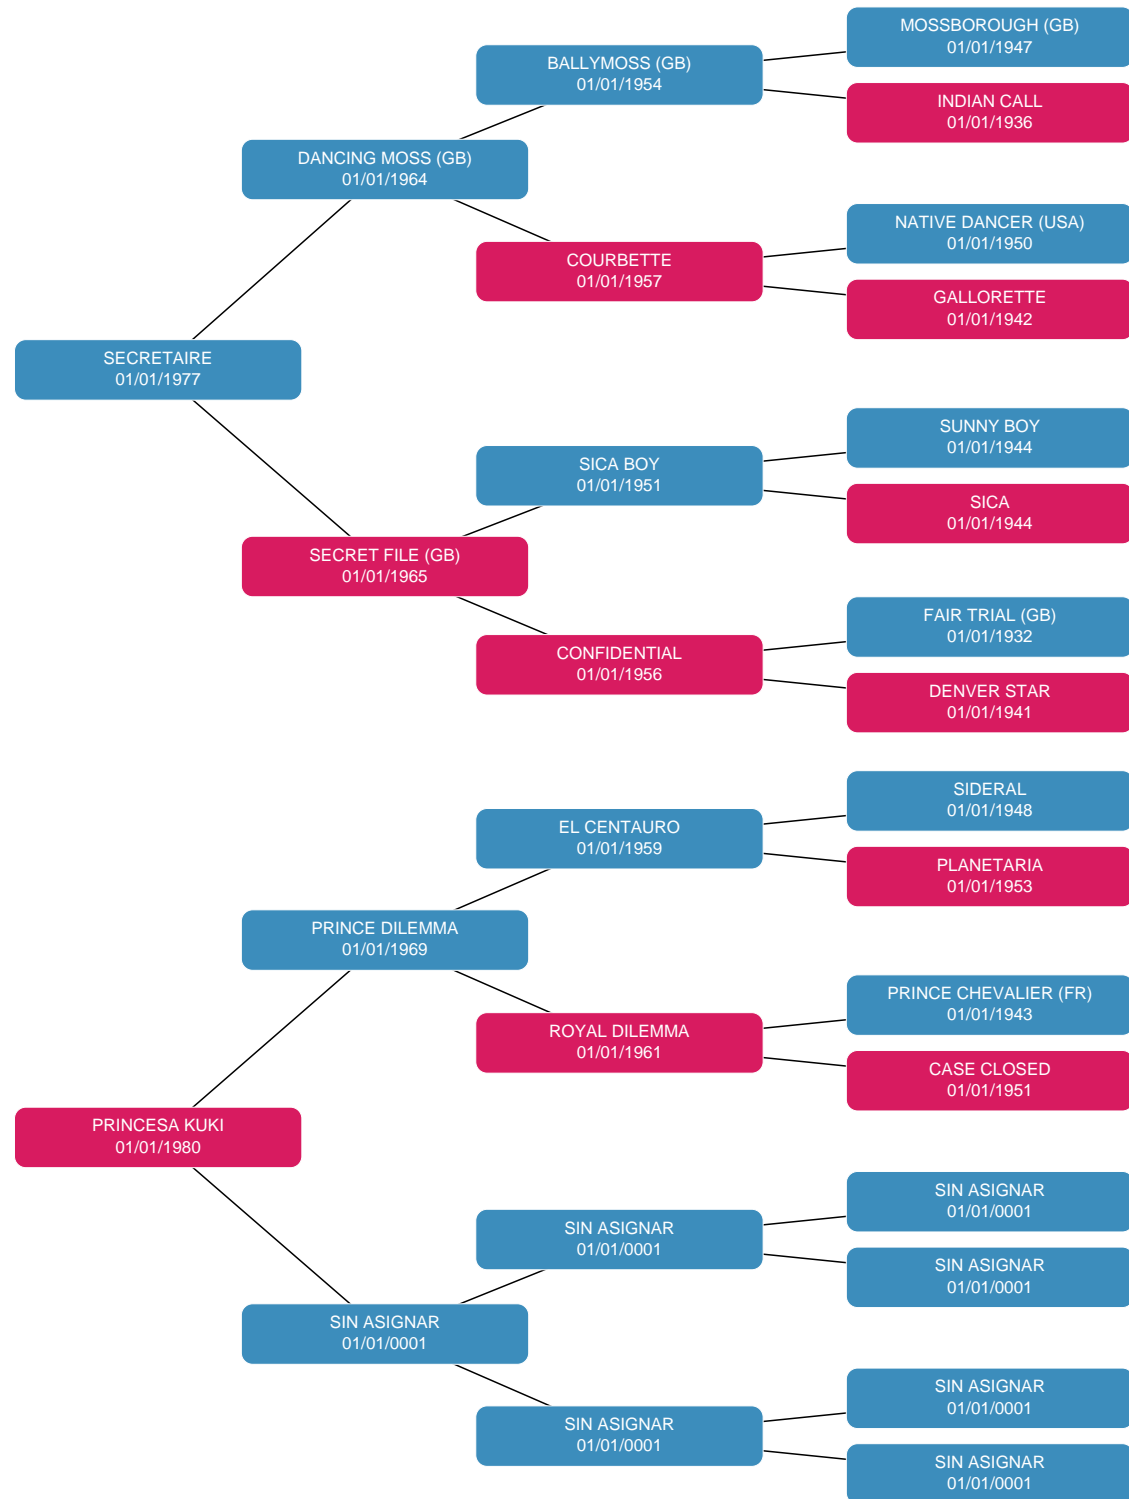 MOSSBOROUGH (GB)
01/01/1947
BALLYMOSS (GB)
01/01/1954
INDIAN CALL
01/01/1936
DANCING MOSS (GB)
01/01/1964
NATIVE DANCER (USA)
01/01/1950
COURBETTE
01/01/1957
GALLORETTE
01/01/1942
SECRETAIRE
01/01/1977
SUNNY BOY
01/01/1944
SICA BOY
01/01/1951
SICA
01/01/1944
SECRET FILE (GB)
01/01/1965
FAIR TRIAL (GB)
01/01/1932
CONFIDENTIAL
01/01/1956
DENVER STAR
01/01/1941
SIDERAL
01/01/1948
EL CENTAURO
01/01/1959
PLANETARIA
01/01/1953
PRINCE DILEMMA
01/01/1969
PRINCE CHEVALIER (FR)
01/01/1943
ROYAL DILEMMA
01/01/1961
CASE CLOSED
01/01/1951
PRINCESA KUKI
01/01/1980
SIN ASIGNAR
01/01/0001
SIN ASIGNAR
01/01/0001
SIN ASIGNAR
01/01/0001
SIN ASIGNAR
01/01/0001
SIN ASIGNAR
01/01/0001
SIN ASIGNAR
01/01/0001
SIN ASIGNAR
01/01/0001